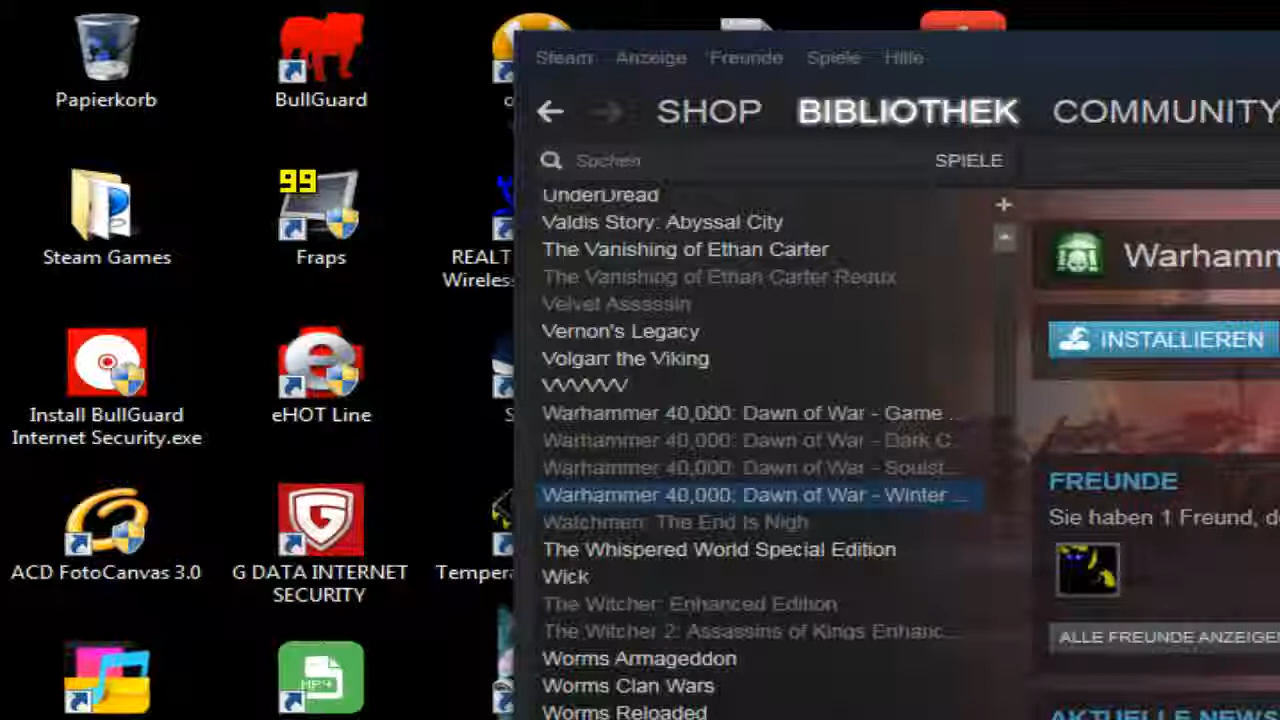 Papierkorb
BullGuard
Steam Games
Fraps
99
REALT
Wireless
Install BullGuard
Internet Security.exe
eHOT Line
ACD FotoCanvas 3.0
G DATA INTERNET
SECURITY
Tempera
MP4
Steam Anzeige Freunde Spiele Hilfe
SHOP BIBLIOTHEK COMMUNITY
Suchen SPIELE
UnderDread
Valdis Story: Abyssal City
The Vanishing of Ethan Carter
The Vanishing of Ethan Carter Redux
Velvet Assassin
Vernon's Legacy
Volgarr the Viking
VVVVVV
Warhammer 40,000: Dawn of War - Game ...
Warhammer 40,000: Dawn of War - Dark C...
Warhammer 40,000: Dawn of War - Soulst...
Warhammer 40,000: Dawn of War - Winter ...
Watchmen: The End Is Nigh
The Whispered World Special Edition
Wick
The Witcher: Enhanced Edition
The Witcher 2: Assassins of Kings Enhanc...
Worms Armageddon
Worms Clan Wars
Worms Reloaded
Warhamm
INSTALLIEREN
FREUNDE
Sie haben 1 Freund, d
ALLE FREUNDE ANZEIGEN
AKTUELLE NEWS